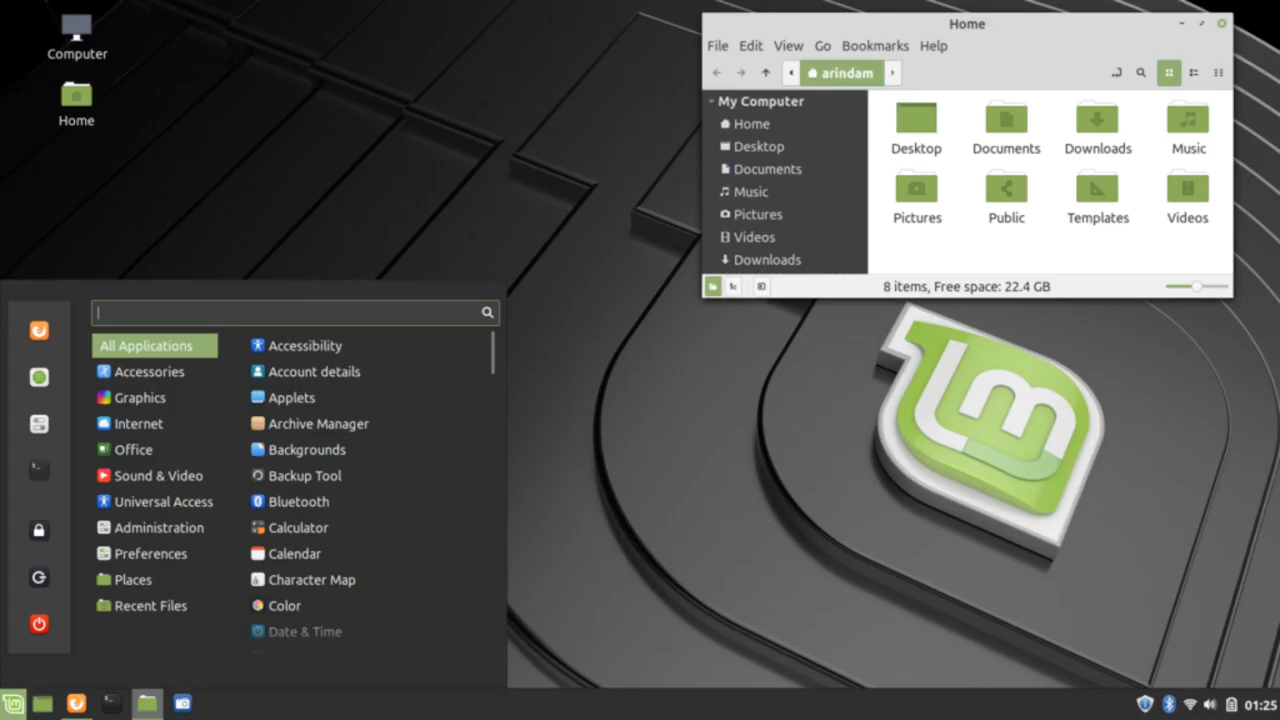 Computer
Home
Home
File Edit View Go Bookmarks Help
arindam
My Computer
Home
Desktop
Documents
Music
Pictures
Videos
Downloads
Desktop Documents Downloads Music
Pictures Public Templates Videos
8 items, Free space: 22.4 GB
All Applications
Accessories
Graphics
Internet
Office
Sound & Video
Universal Access
Administration
Preferences
Places
Recent Files
Accessibility
Account details
Applets
Archive Manager
Backgrounds
Backup Tool
Bluetooth
Calculator
Calendar
Character Map
Color
Date & Time
lm
01:25